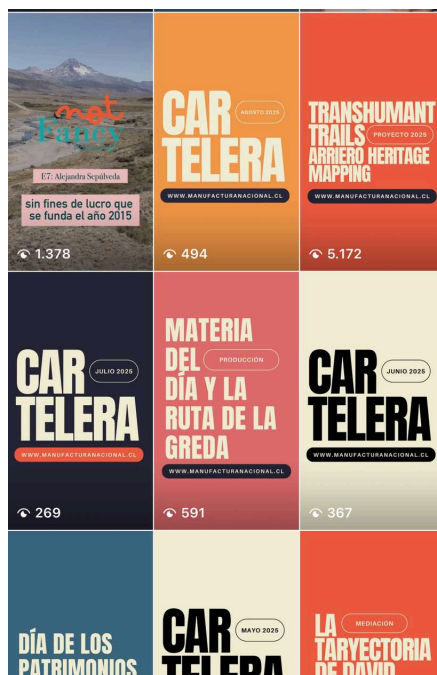 not
Fancy
E7: Alejandra Sepúlveda
sin fines de lucro que
se funda el año 2015
1.378
CAR
AGOSTO 2025
TELERA
WWW.MANUFACTURANACIONAL.CL
494
TRANSHUMANT
TRAILS
PROYECTO 2025
ARRIERO HERITAGE
MAPPING
WWW.MANUFACTURANACIONAL.CL
5.172
CAR
JULIO 2025
TELERA
WWW.MANUFACTURANACIONAL.CL
269
MATERIA
DEL
PRODUCCIÓN
DÍA Y LA
RUTA DE LA
GREDA
WWW.MANUFACTURANACIONAL.CL
591
CAR
JUNIO 2025
TELERA
WWW.MANUFACTURANACIONAL.CL
367
DÍA DE LOS
PATRIMONIOS
CAR
MAYO 2025
TELERA
LA
MEDIACIÓN
TARYECTORIA
DE DAVID